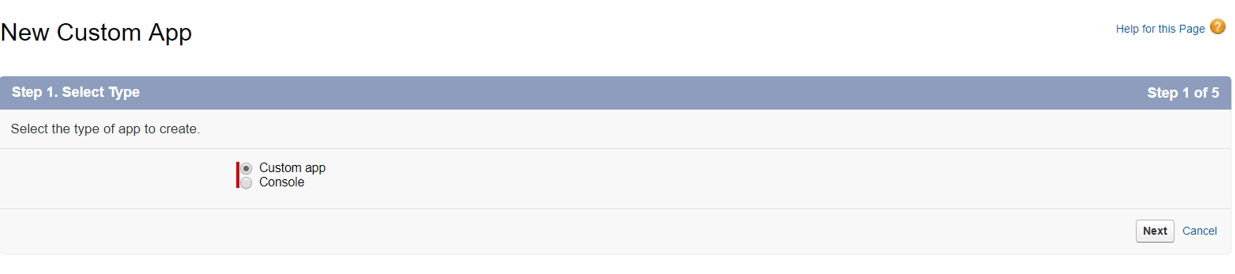 New Custom App
Help for this Page ?
Step 1. Select Type
Step 1 of 5
Select the type of app to create.
Custom app
Console
Next Cancel